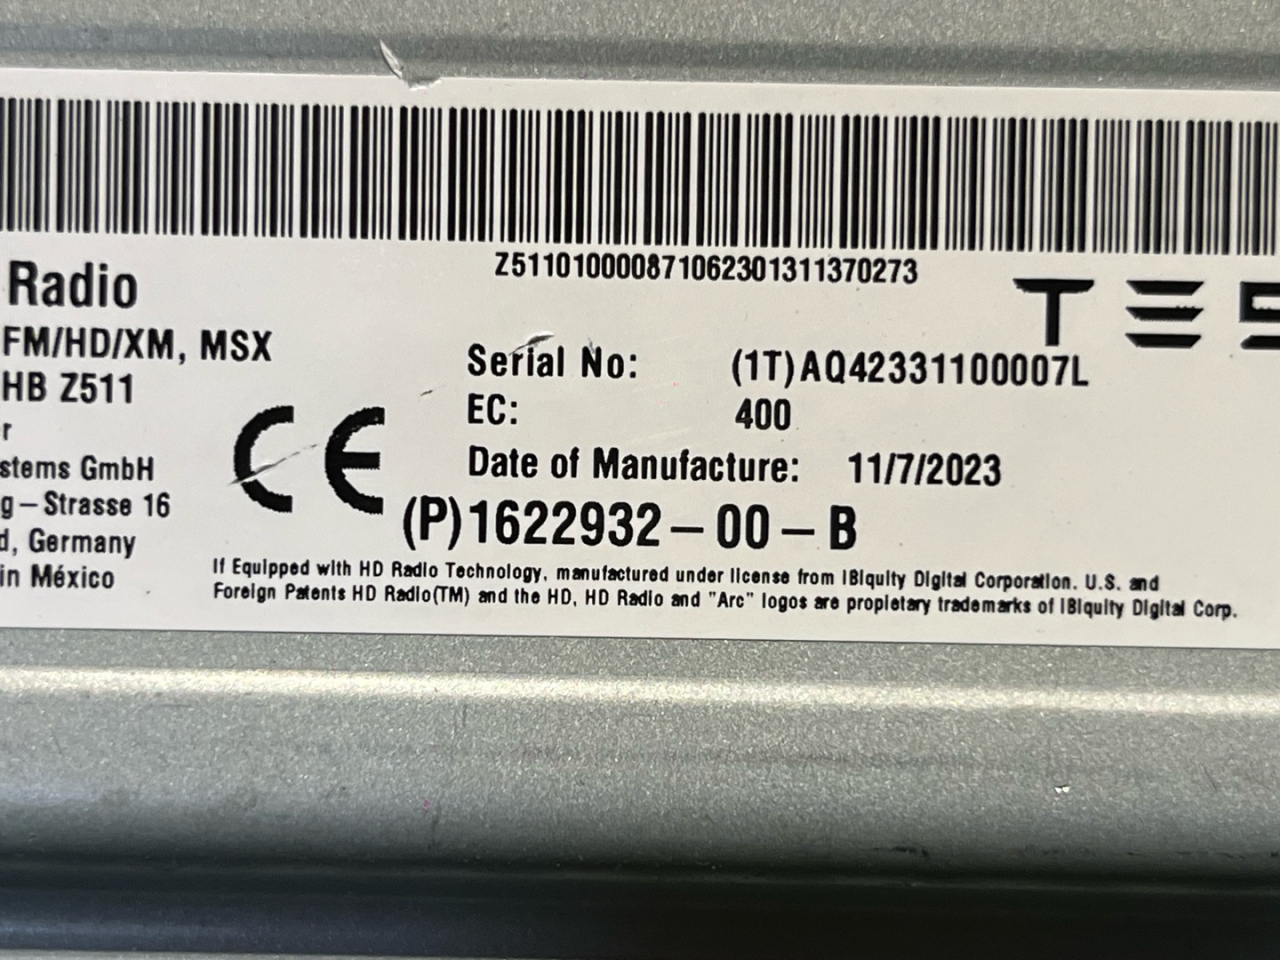 Z511010000871062301311370273
Radio
TES
FM/HD/XM, MSX
Serial No: (1T)AQ42331100007L
HB Z511
EC: 400
r
stems GmbH
Date of Manufacture: 11/7/2023
g-Strasse 16
(P)1622932-00-B
d, Germany
in México
CE
If Equipped with HD Radio Technology, manufactured under license from iBiquity Digital Corporation. U.S. and
Foreign Patents HD Radio(TM) and the HD, HD Radio and "Arc" logos are propietary trademarks of iBiquity Digital Corp.